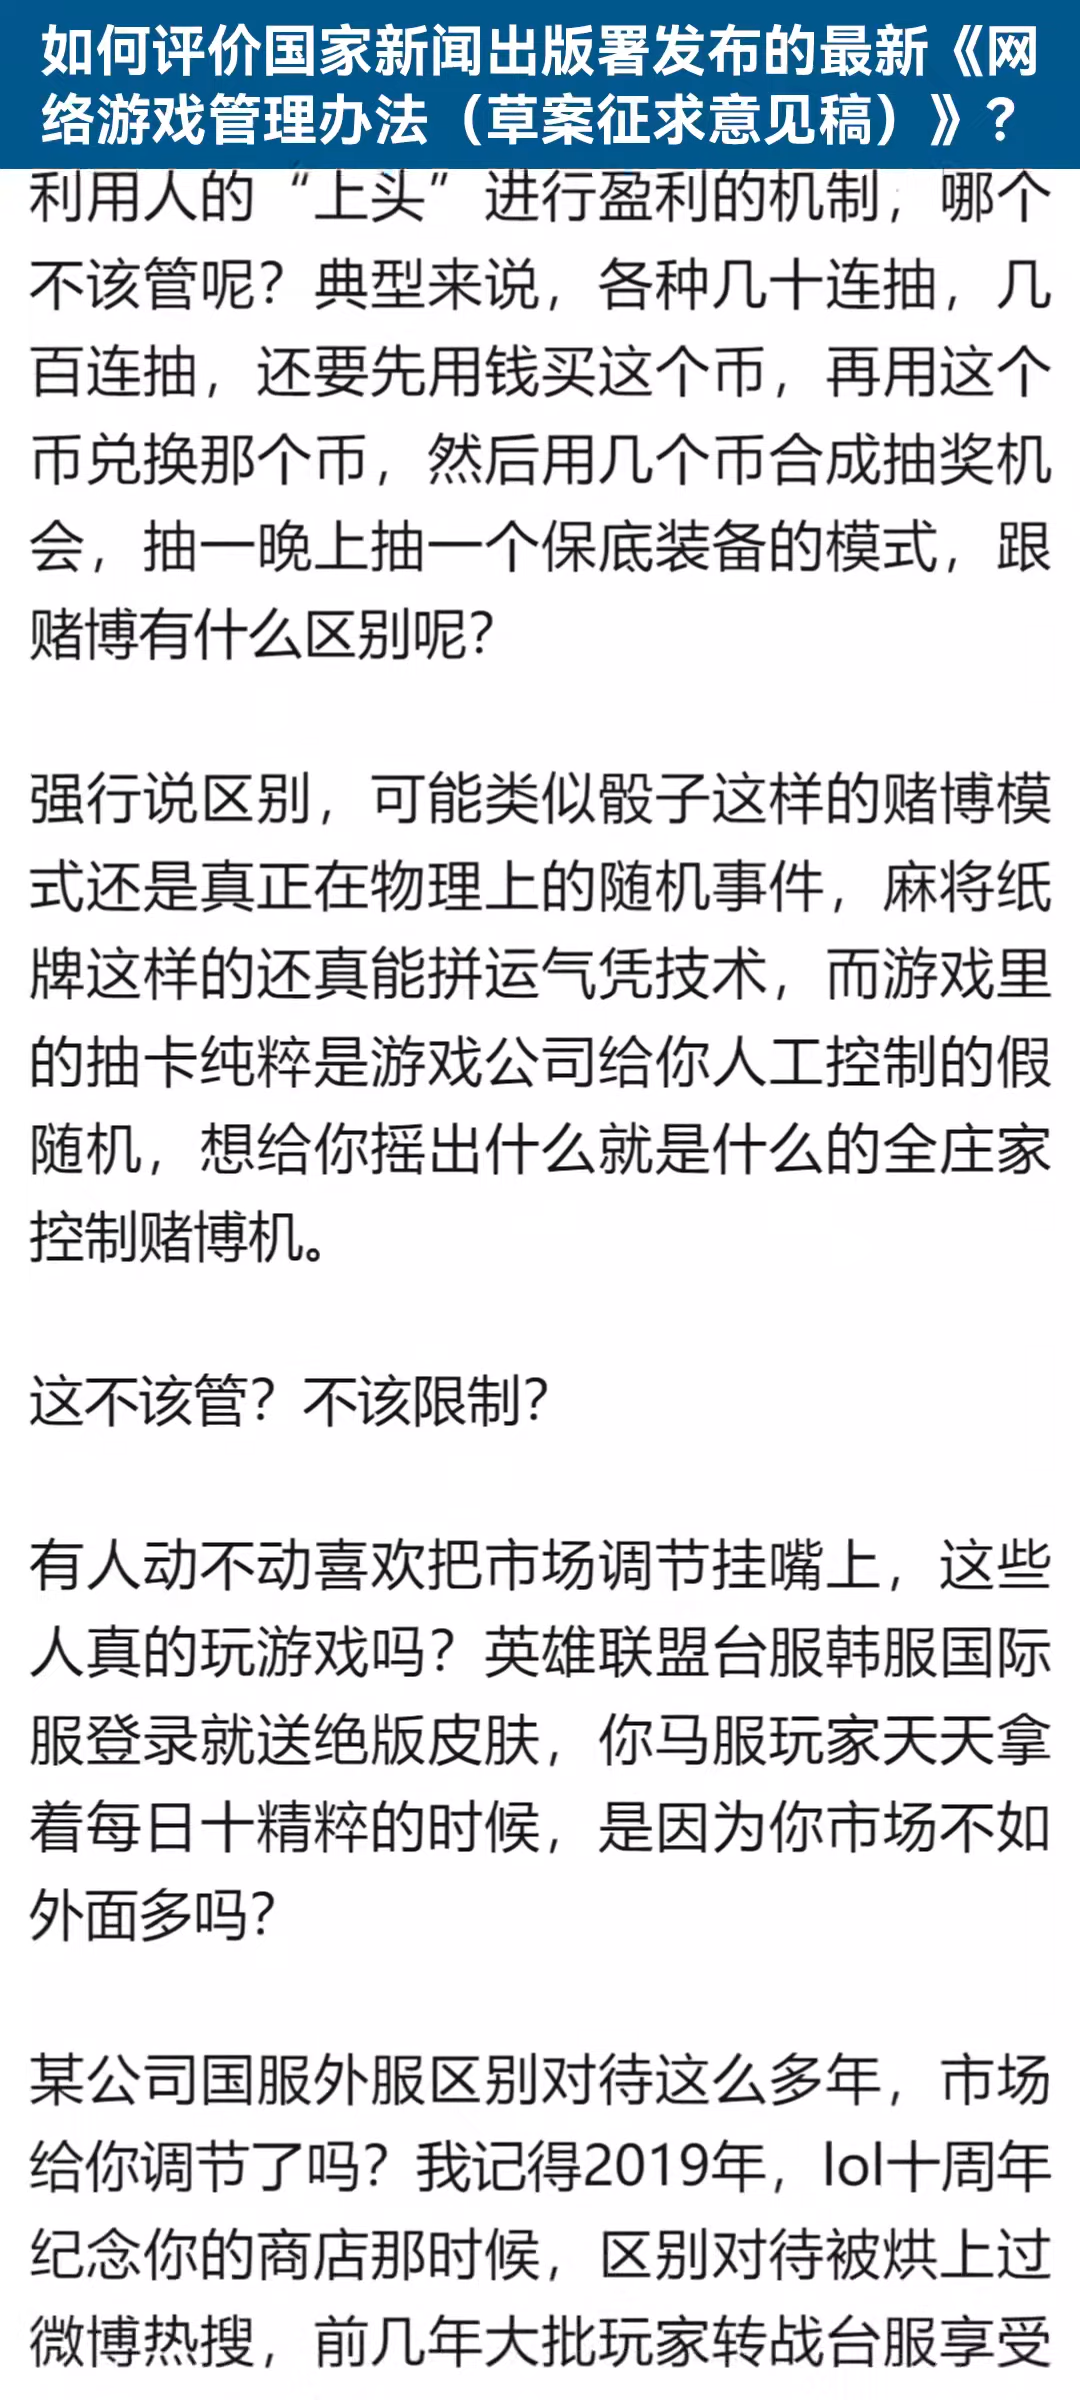 如何评价国家新闻出版署发布的最新《网
络游戏管理办法（草案征求意见稿）》？
利用人的“上头”进行盈利的机制，哪个
不该管呢？典型来说，各种几十连抽，几
百连抽，还要先用钱买这个币，再用这个
币兑换那个币，然后用几个币合成抽奖机
会，抽一晚上抽一个保底装备的模式，跟
赌博有什么区别呢？
强行说区别，可能类似骰子这样的赌博模
式还是真正在物理上的随机事件，麻将纸
牌这样的还真能拼运气凭技术，而游戏里
的抽卡纯粹是游戏公司给你人工控制的假
随机，想给你摇出什么就是什么的全庄家
控制赌博机。
这不该管？不该限制？
有人动不动喜欢把市场调节挂嘴上，这些
人真的玩游戏吗？英雄联盟台服韩服国际
服登录就送绝版皮肤，你马服玩家天天拿
着每日十精粹的时候，是因为你市场不如
外面多吗？
某公司国服外服区别对待这么多年，市场
给你调节了吗？我记得2019年，lol十周年
纪念你的商店那时候，区别对待被烘上过
微博热搜，前几年大批玩家转战台服享受